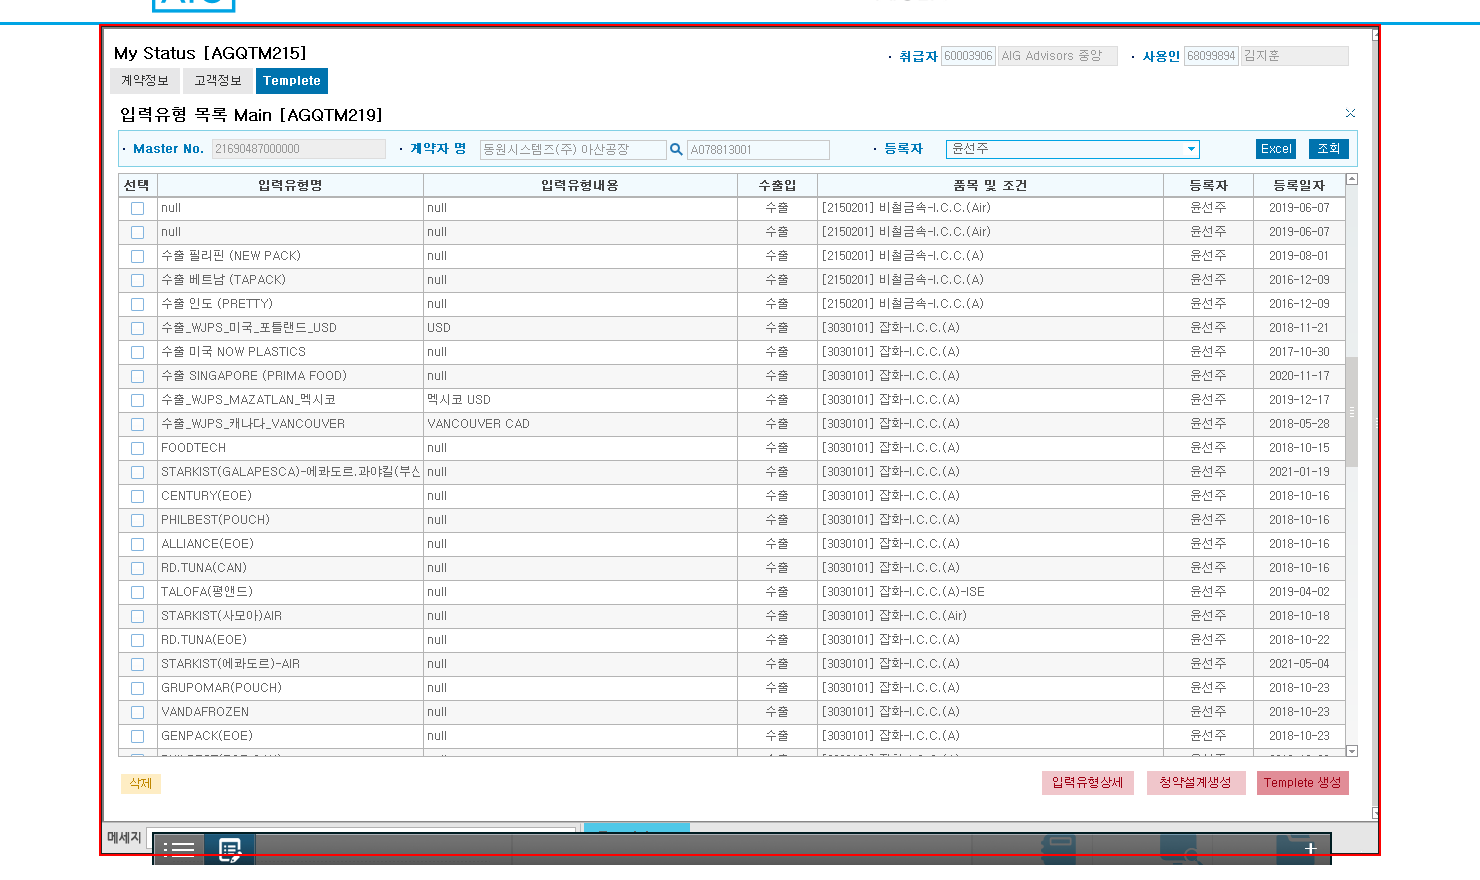 My Status [AGQTM215]
· 취급자 60003906 AIG Advisors 중앙 · 사용인 68099894 김지훈
계약정보 고객정보 Templete
입력유형 목록 Main [AGQTM219]
· Master No. 21690487000000 · 계약자 명 동원시스템즈(주) 아산공장 A078813001 · 등록자 윤선주 Excel 조회
선택 입력유형명 입력유형내용 수출입 품목 및 조건 등록자 등록일자
null null 수출 [2150201] 비철금속-I.C.C.(Air) 윤선주 2019-06-07
null null 수출 [2150201] 비철금속-I.C.C.(Air) 윤선주 2019-06-07
수출 필리핀 (NEW PACK) null 수출 [2150201] 비철금속-I.C.C.(A) 윤선주 2019-08-01
수출 베트남 (TAPACK) null 수출 [2150201] 비철금속-I.C.C.(A) 윤선주 2016-12-09
수출 인도 (PRETTY) null 수출 [2150201] 비철금속-I.C.C.(A) 윤선주 2016-12-09
수출_WJPS_미국_포틀랜드_USD USD 수출 [3030101] 잡화-I.C.C.(A) 윤선주 2018-11-21
수출 미국 NOW PLASTICS null 수출 [3030101] 잡화-I.C.C.(A) 윤선주 2017-10-30
수출 SINGAPORE (PRIMA FOOD) null 수출 [3030101] 잡화-I.C.C.(A) 윤선주 2020-11-17
수출_WJPS_MAZATLAN_멕시코 멕시코 USD 수출 [3030101] 잡화-I.C.C.(A) 윤선주 2019-12-17
수출_WJPS_캐나다_VANCOUVER VANCOUVER CAD 수출 [3030101] 잡화-I.C.C.(A) 윤선주 2018-05-28
FOODTECH null 수출 [3030101] 잡화-I.C.C.(A) 윤선주 2018-10-15
STARKIST(GALAPESCA)-에콰도르.과야킬(부산 null 수출 [3030101] 잡화-I.C.C.(A) 윤선주 2021-01-19
CENTURY(EOE) null 수출 [3030101] 잡화-I.C.C.(A) 윤선주 2018-10-16
PHILBEST(POUCH) null 수출 [3030101] 잡화-I.C.C.(A) 윤선주 2018-10-16
ALLIANCE(EOE) null 수출 [3030101] 잡화-I.C.C.(A) 윤선주 2018-10-16
RD.TUNA(CAN) null 수출 [3030101] 잡화-I.C.C.(A) 윤선주 2018-10-16
TALOFA(평앤드) null 수출 [3030101] 잡화-I.C.C.(A)-ISE 윤선주 2019-04-02
STARKIST(사모아)AIR null 수출 [3030101] 잡화-I.C.C.(Air) 윤선주 2018-10-18
RD.TUNA(EOE) null 수출 [3030101] 잡화-I.C.C.(A) 윤선주 2018-10-22
STARKIST(에콰도르)-AIR null 수출 [3030101] 잡화-I.C.C.(A) 윤선주 2021-05-04
GRUPOMAR(POUCH) null 수출 [3030101] 잡화-I.C.C.(A) 윤선주 2018-10-23
VANDAFROZEN null 수출 [3030101] 잡화-I.C.C.(A) 윤선주 2018-10-23
GENPACK(EOE) null 수출 [3030101] 잡화-I.C.C.(A) 윤선주 2018-10-23
삭제 입력유형상세 청약설계생성 Templete 생성
메세지